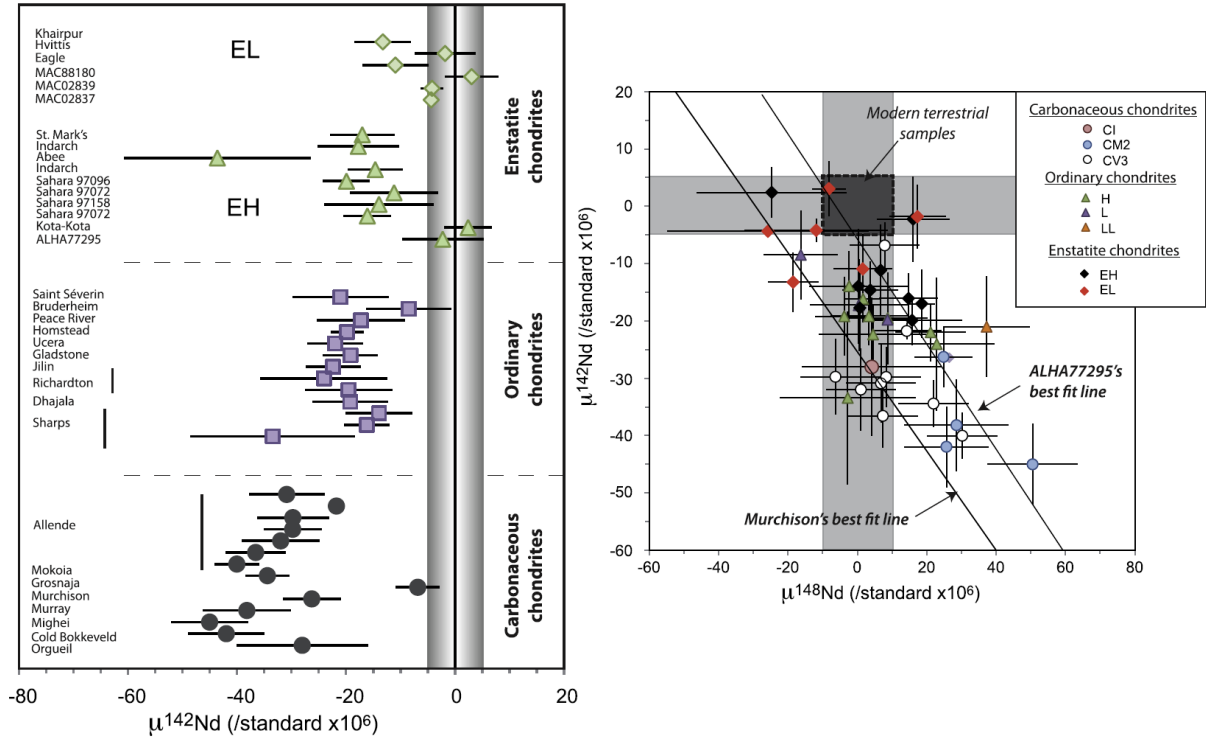 Khairpur
Hvittis
Eagle
MAC88180
MAC02839
MAC02837
EL
St. Mark's
Indarch
Abee
Indarch
Sahara 97096
Sahara 97072
Sahara 97158
Sahara 97072
Kota-Kota
ALHA77295
EH
Enstatite
chondrites
Saint Séverin
Bruderheim
Peace River
Homstead
Ucera
Gladstone
Jilin
Richardton
Dhajala
Sharps
Ordinary
chondrites
Allende
Mokoia
Grosnaja
Murchison
Murray
Mighei
Cold Bokkeveld
Orgueil
Carbonaceous
chondrites
-80 -60 -40 -20 0 20
μ¹⁴²Nd (/standard x10⁶)
20
10
0
-10
-20
-30
-40
-50
-60
μ¹⁴²Nd (/standard x10⁶)
Modern terrestrial
samples
ALHA77295's
best fit line
Murchison's best fit line
-60 -40 -20 0 20 40 60 80
μ¹⁴⁸Nd (/standard x10⁶)
Carbonaceous chondrites
CI
CM2
CV3
Ordinary chondrites
H
L
LL
Enstatite chondrites
EH
EL